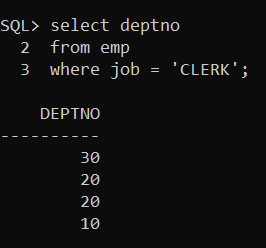 SQL> select deptno
  2  from emp
  3  where job = 'CLERK';
    DEPTNO
----------
        30
        20
        20
        10